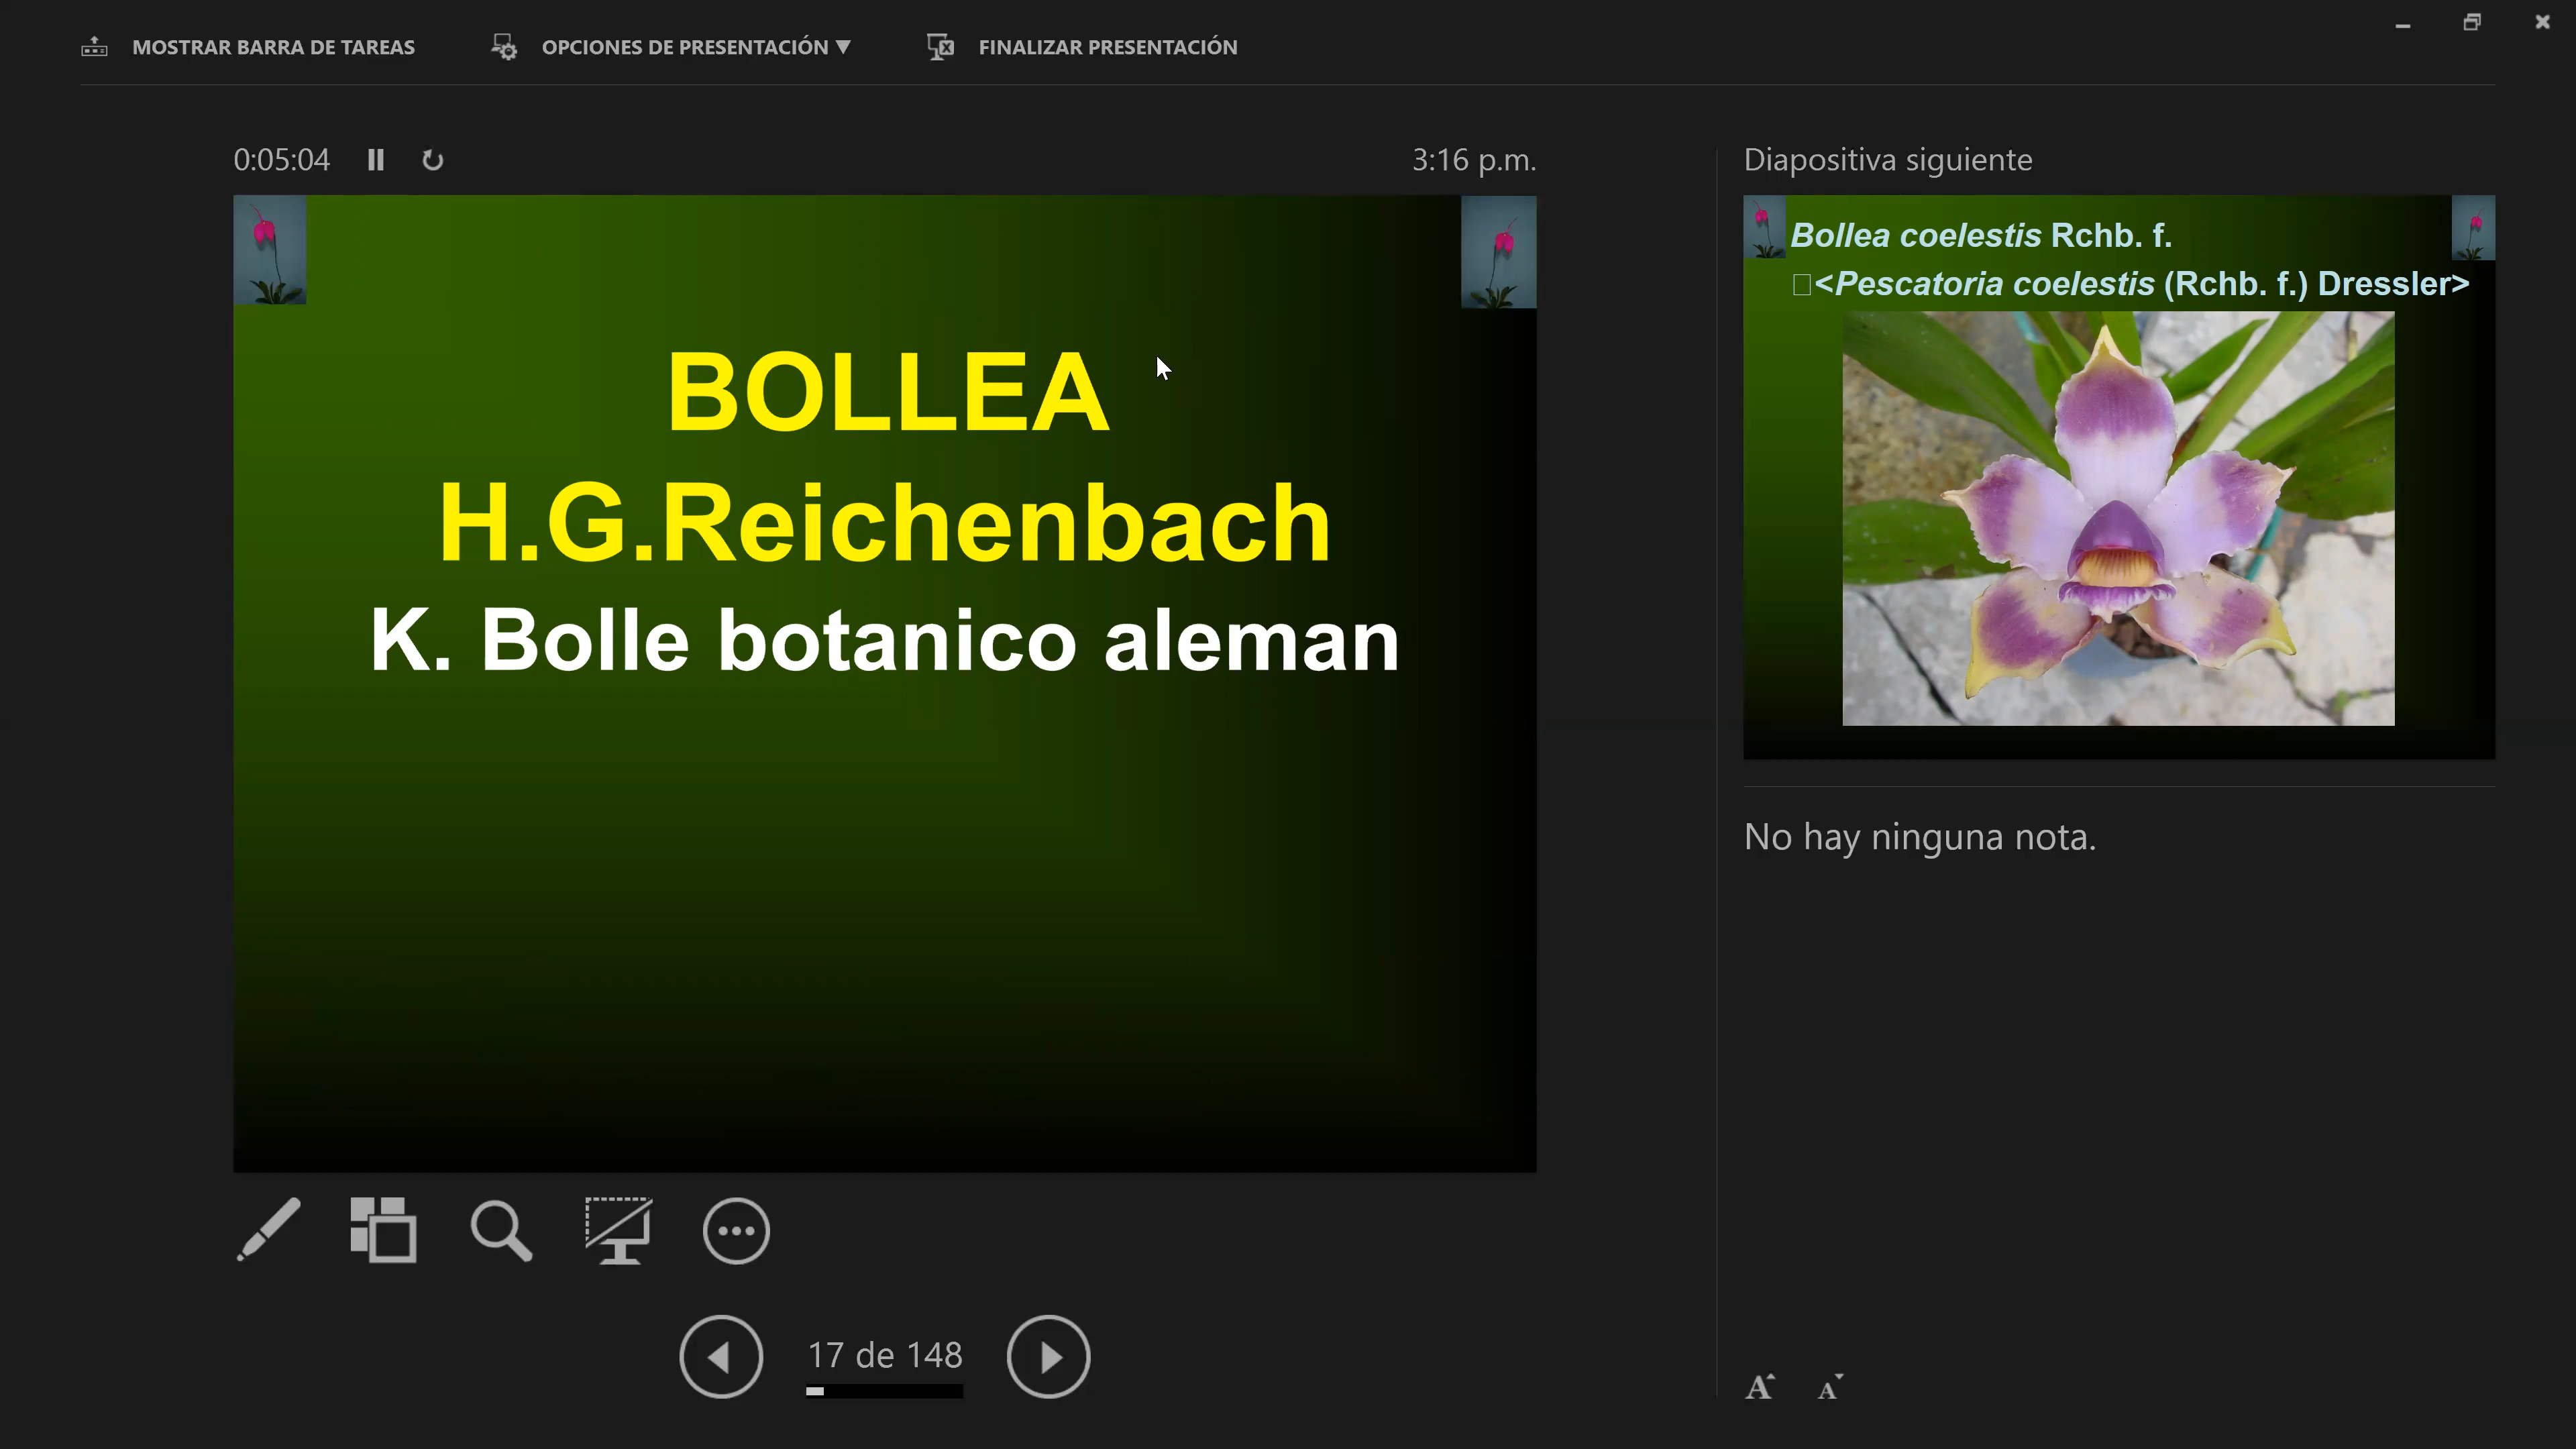 MOSTRAR BARRA DE TAREAS
OPCIONES DE PRESENTACIÓN ▼
FINALIZAR PRESENTACIÓN
0:05:04
3:16 p.m.
BOLLEA
H.G.Reichenbach
K. Bolle botanico aleman
17 de 148
Diapositiva siguiente
Bollea coelestis Rchb. f.
<Pescatoria coelestis (Rchb. f.) Dressler>
No hay ninguna nota.
A A